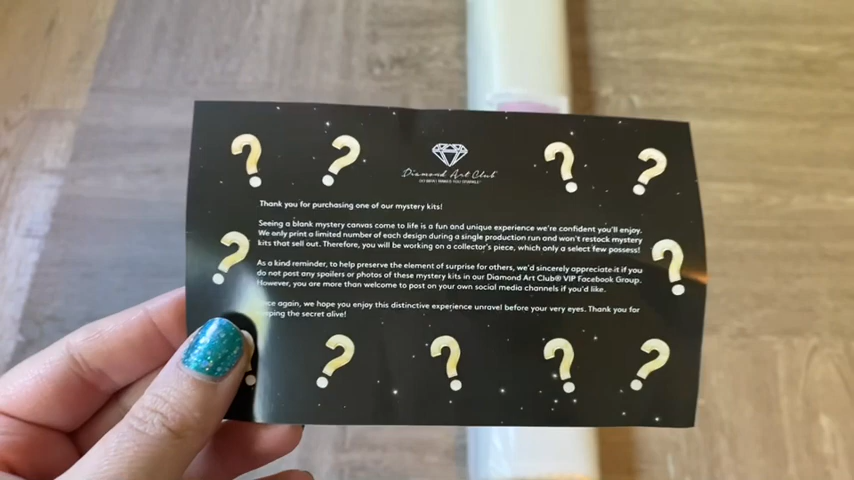 Diamond Art Club
Thank you for purchasing one of our mystery kits!
Seeing a blank mystery canvas come to life is a fun and unique experience we're confident you'll enjoy.
We only print a limited number of each design during a single production run and won't restock mystery
kits that sell out. Therefore, you will be working on a collector's piece, which only a select few possess!
As a kind reminder, to help preserve the element of surprise for others, we'd sincerely appreciate it if you
do not post any spoilers or photos of these mystery kits in our Diamond Art Club® VIP Facebook Group.
However, you are more than welcome to post on your own social media channels if you'd like.
again, we hope you enjoy this distinctive experience unravel before your very eyes. Thank you for
the secret alive!